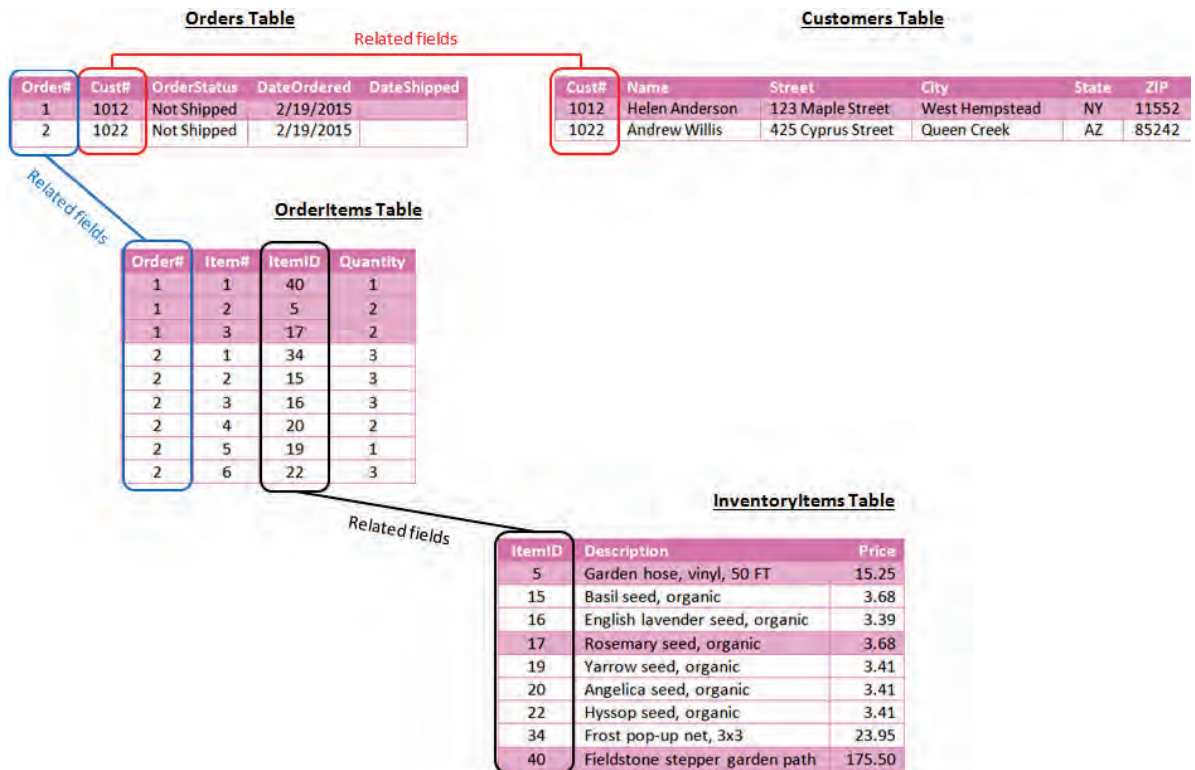 Orders Table
Customers Table
Related fields
Order# Cust# OrderStatus DateOrdered DateShipped
1 1012 Not Shipped 2/19/2015
2 1022 Not Shipped 2/19/2015
Cust# Name Street City State ZIP
1012 Helen Anderson 123 Maple Street West Hempstead NY 11552
1022 Andrew Willis 425 Cyprus Street Queen Creek AZ 85242
Related fields
OrderItems Table
Order# Item# ItemID Quantity
1 1 40 1
1 2 5 2
1 3 17 2
2 1 34 3
2 2 15 3
2 3 16 3
2 4 20 2
2 5 19 1
2 6 22 3
Related fields
InventoryItems Table
ItemID Description Price
5 Garden hose, vinyl, 50 FT 15.25
15 Basil seed, organic 3.68
16 English lavender seed, organic 3.39
17 Rosemary seed, organic 3.68
19 Yarrow seed, organic 3.41
20 Angelica seed, organic 3.41
22 Hyssop seed, organic 3.41
34 Frost pop-up net, 3x3 23.95
40 Fieldstone stepper garden path 175.50